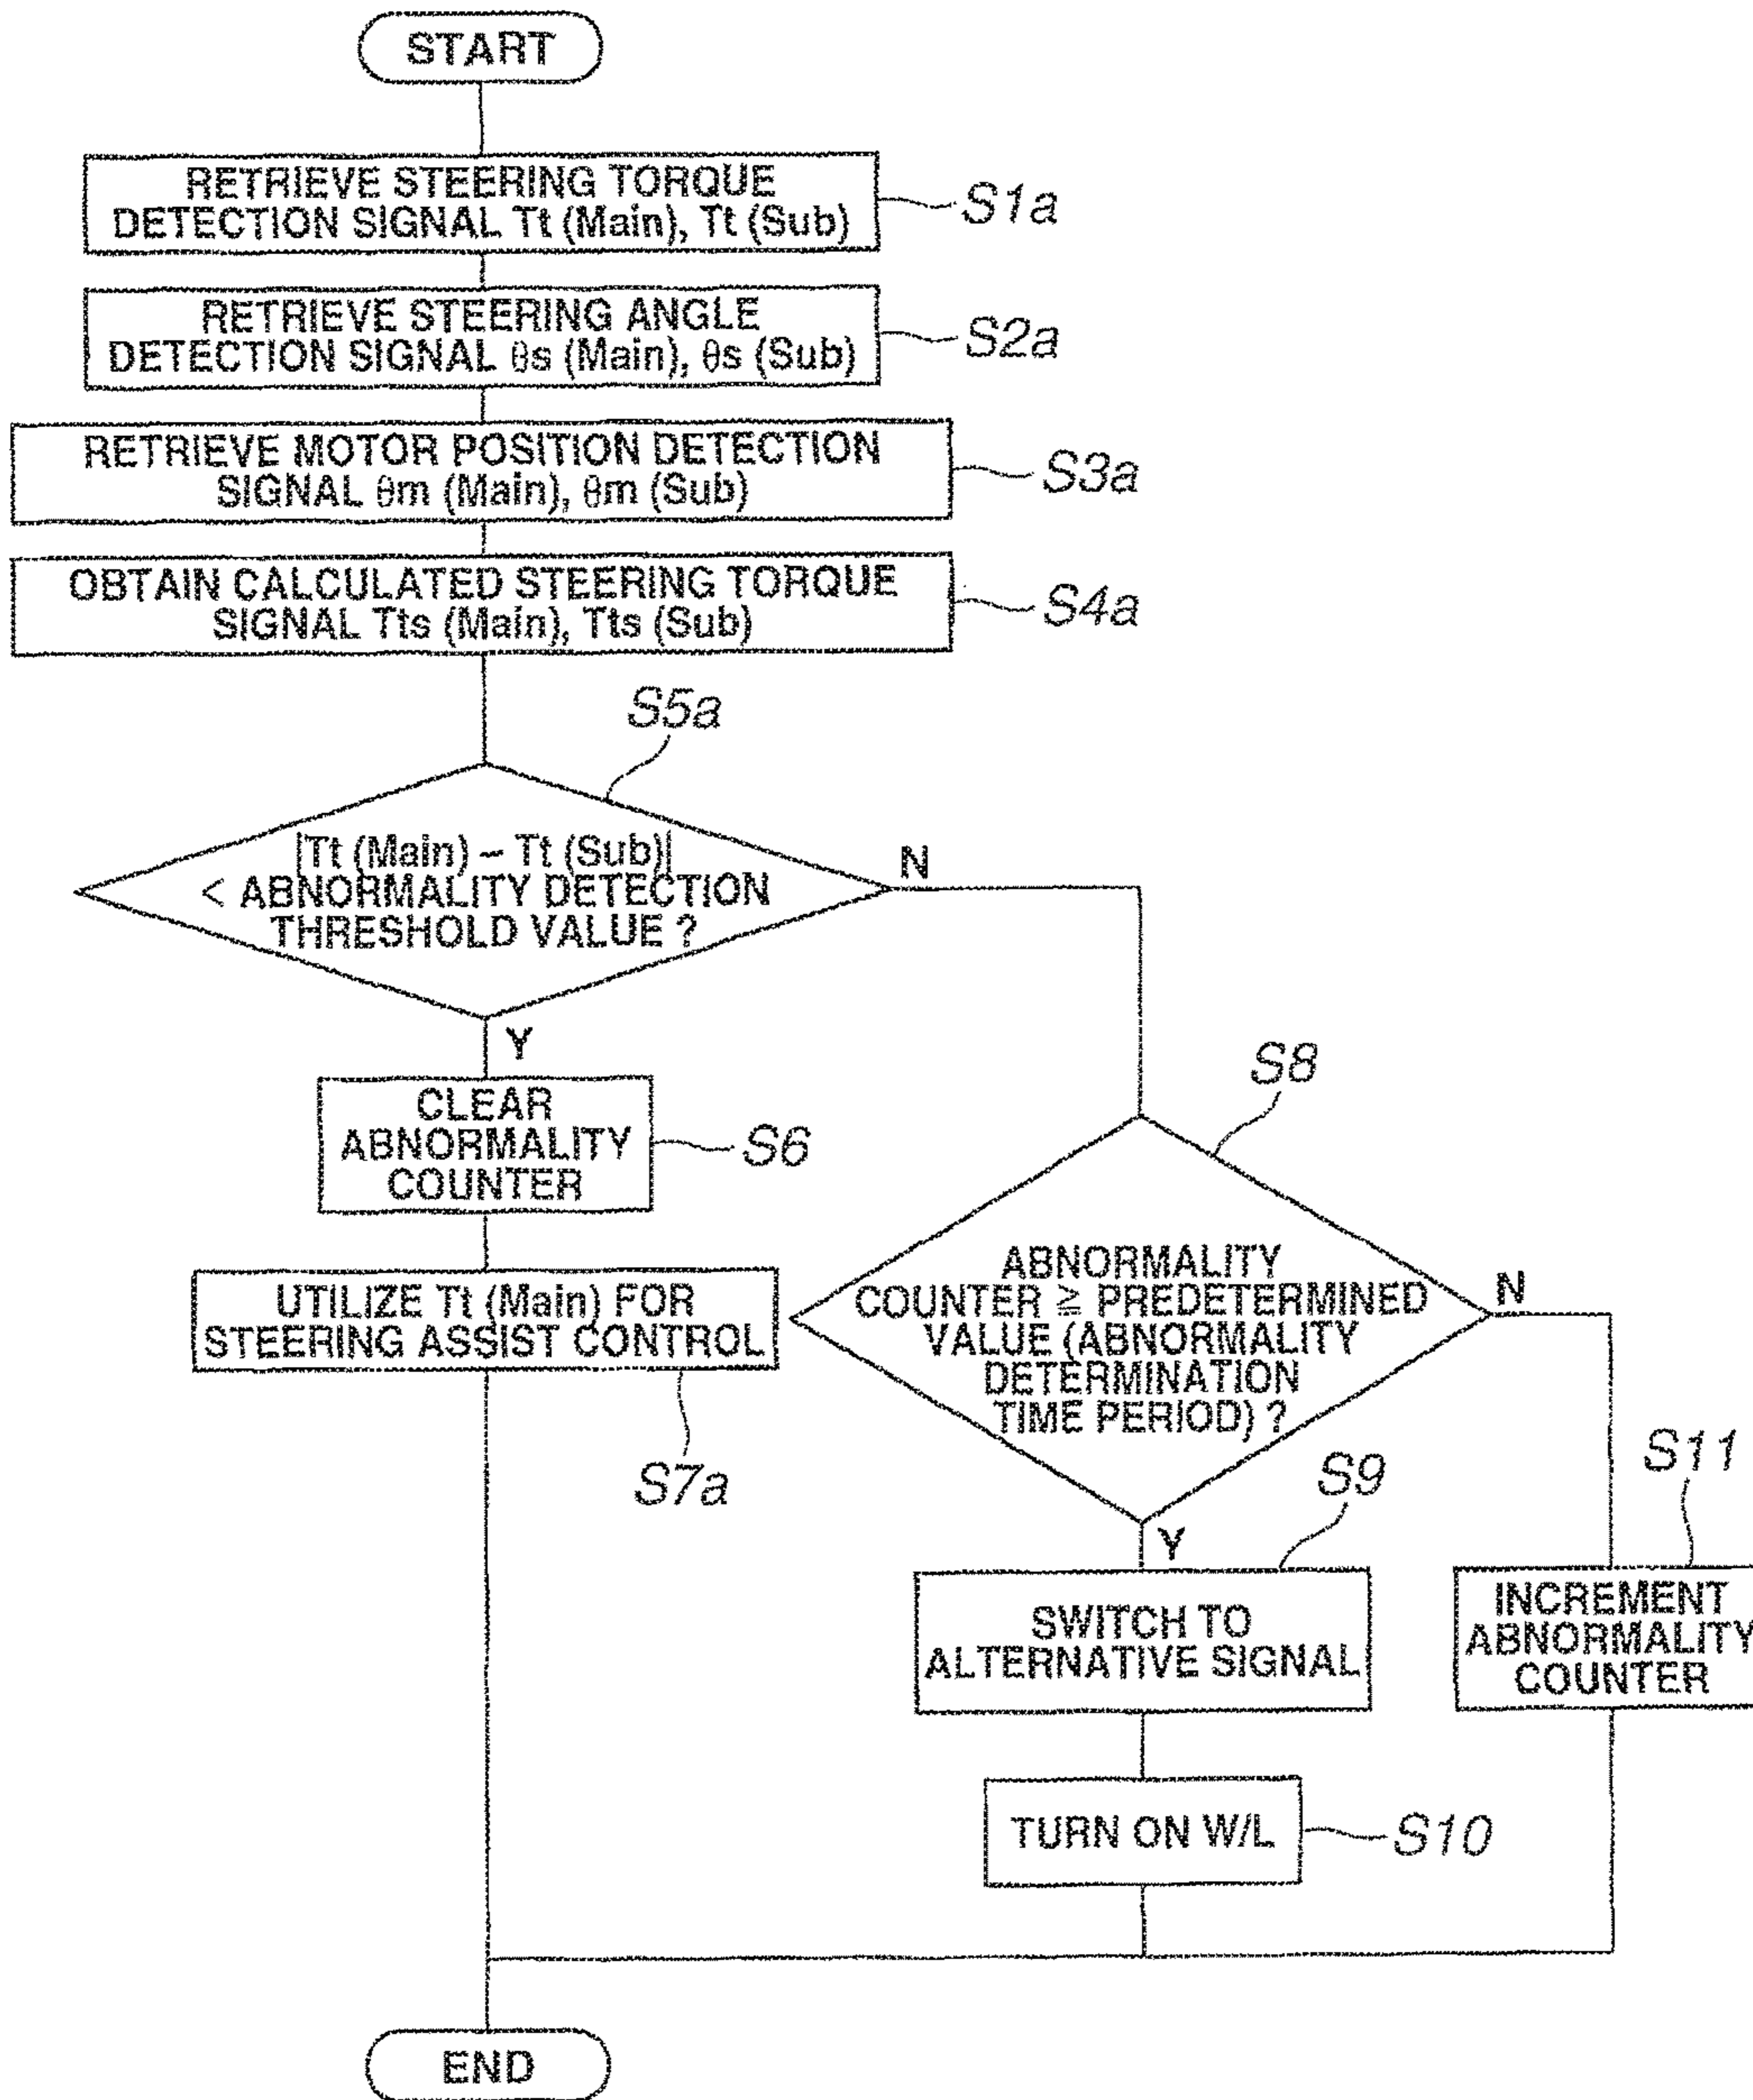 START
RETRIEVE STEERING TORQUE
DETECTION SIGNAL Tt (Main), Tt (Sub)
S1a
RETRIEVE STEERING ANGLE
DETECTION SIGNAL θs (Main), θs (Sub)
S2a
RETRIEVE MOTOR POSITION DETECTION
SIGNAL θm (Main), θm (Sub)
S3a
OBTAIN CALCULATED STEERING TORQUE
SIGNAL Tts (Main), Tts (Sub)
S4a
S5a
|Tt (Main) – Tt (Sub)|
< ABNORMALITY DETECTION
THRESHOLD VALUE ?
N
Y
CLEAR
ABNORMALITY
COUNTER
S6
UTILIZE Tt (Main) FOR
STEERING ASSIST CONTROL
S7a
S8
ABNORMALITY
COUNTER ≧ PREDETERMINED
VALUE (ABNORMALITY
DETERMINATION
TIME PERIOD) ?
N
Y
S9
SWITCH TO
ALTERNATIVE SIGNAL
S11
INCREMENT
ABNORMALITY
COUNTER
TURN ON W/L
S10
END